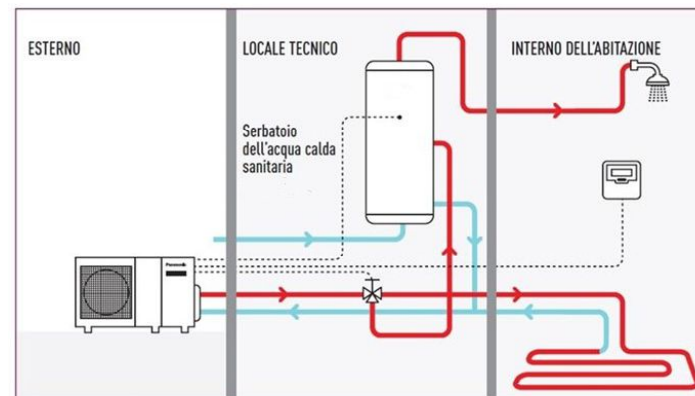 ESTERNO
LOCALE TECNICO
INTERNO DELL'ABITAZIONE
Serbatoio
dell'acqua calda
sanitaria
Panasonic